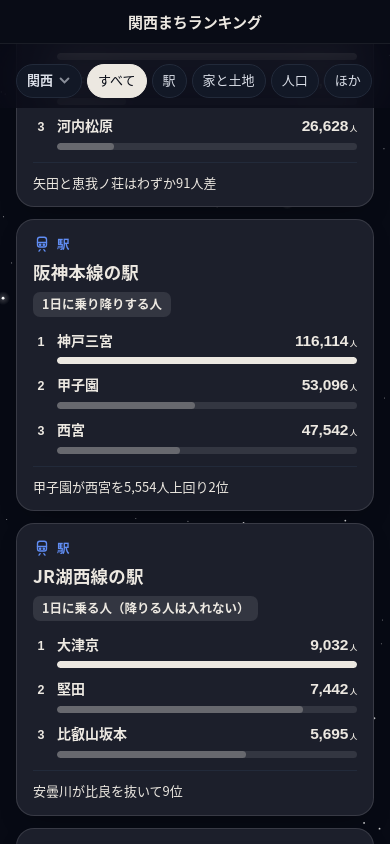 関西まちランキング
関西
すべて
駅
家と土地
人口
ほか
3 河内松原 26,628人
矢田と恵我ノ荘はわずか91人差
駅
阪神本線の駅
1日に乗り降りする人
1 神戸三宮 116,114人
2 甲子園 53,096人
3 西宮 47,542人
甲子園が西宮を5,554人上回り2位
駅
JR湖西線の駅
1日に乗る人（降りる人は入れない）
1 大津京 9,032人
2 堅田 7,442人
3 比叡山坂本 5,695人
安曇川が比良を抜いて9位